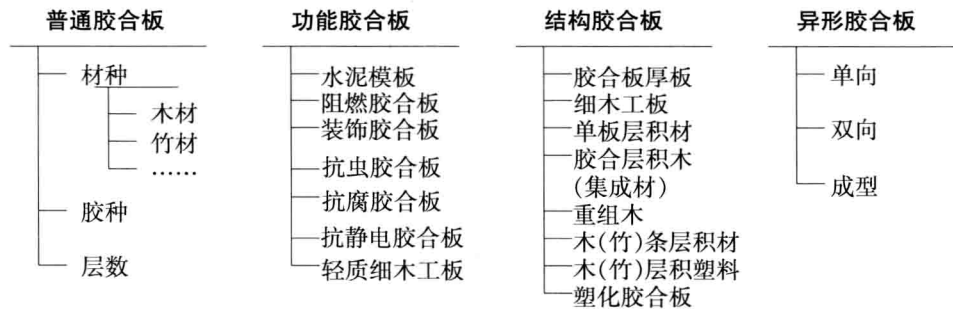 普通胶合板
材种
木材
竹材
……
胶种
层数
功能胶合板
水泥模板
阻燃胶合板
装饰胶合板
抗虫胶合板
抗腐胶合板
抗静电胶合板
轻质细木工板
结构胶合板
胶合板厚板
细木工板
单板层积材
胶合层积木
(集成材)
重组木
木(竹)条层积材
木(竹)层积塑料
塑化胶合板
异形胶合板
单向
双向
成型